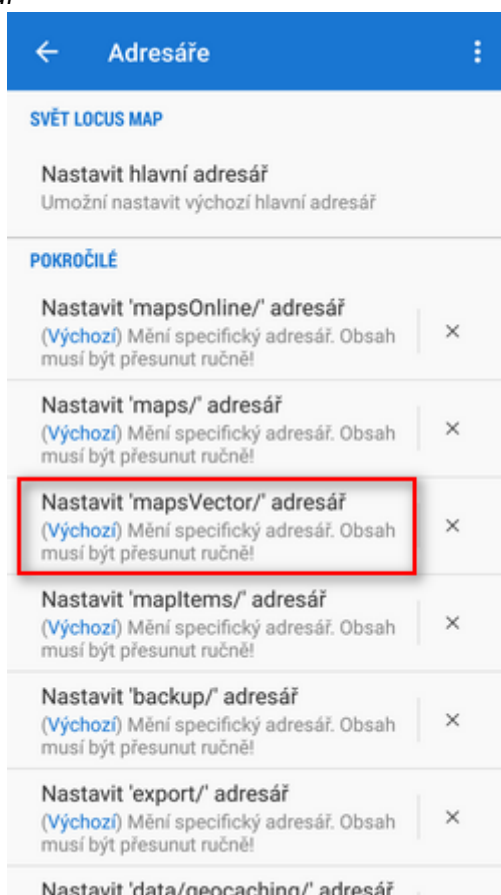 Adresáře
SVĚT LOCUS MAP
Nastavit hlavní adresář
Umožní nastavit výchozí hlavní adresář
POKROČILÉ
Nastavit 'mapsOnline/' adresář
(Výchozí) Mění specifický adresář. Obsah
musí být přesunut ručně!
Nastavit 'maps/' adresář
(Výchozí) Mění specifický adresář. Obsah
musí být přesunut ručně!
Nastavit 'mapsVector/' adresář
(Výchozí) Mění specifický adresář. Obsah
musí být přesunut ručně!
Nastavit 'mapItems/' adresář
(Výchozí) Mění specifický adresář. Obsah
musí být přesunut ručně!
Nastavit 'backup/' adresář
(Výchozí) Mění specifický adresář. Obsah
musí být přesunut ručně!
Nastavit 'export/' adresář
(Výchozí) Mění specifický adresář. Obsah
musí být přesunut ručně!
Nastavit 'data/geocaching/' adresář